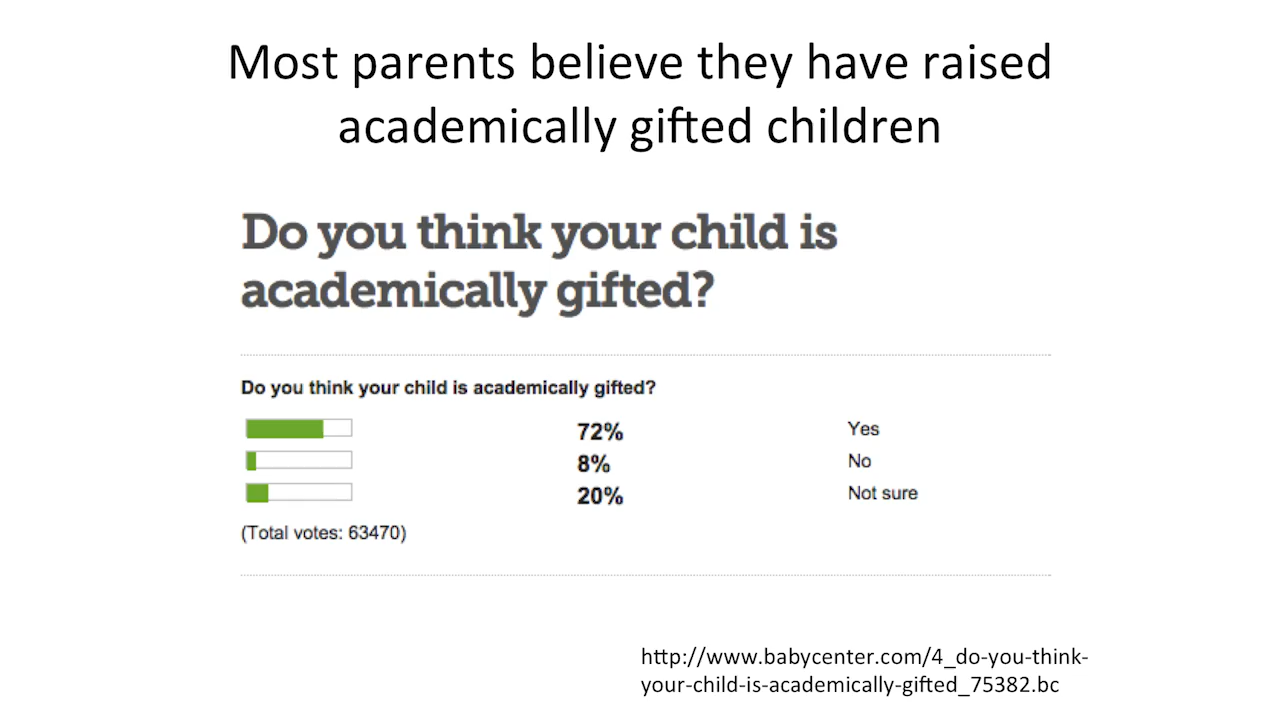 Most parents believe they have raised
academically gifted children
Do you think your child is
academically gifted?
Do you think your child is academically gifted?
72% Yes
8% No
20% Not sure
(Total votes: 63470)
http://www.babycenter.com/4_do-you-think-
your-child-is-academically-gifted_75382.bc